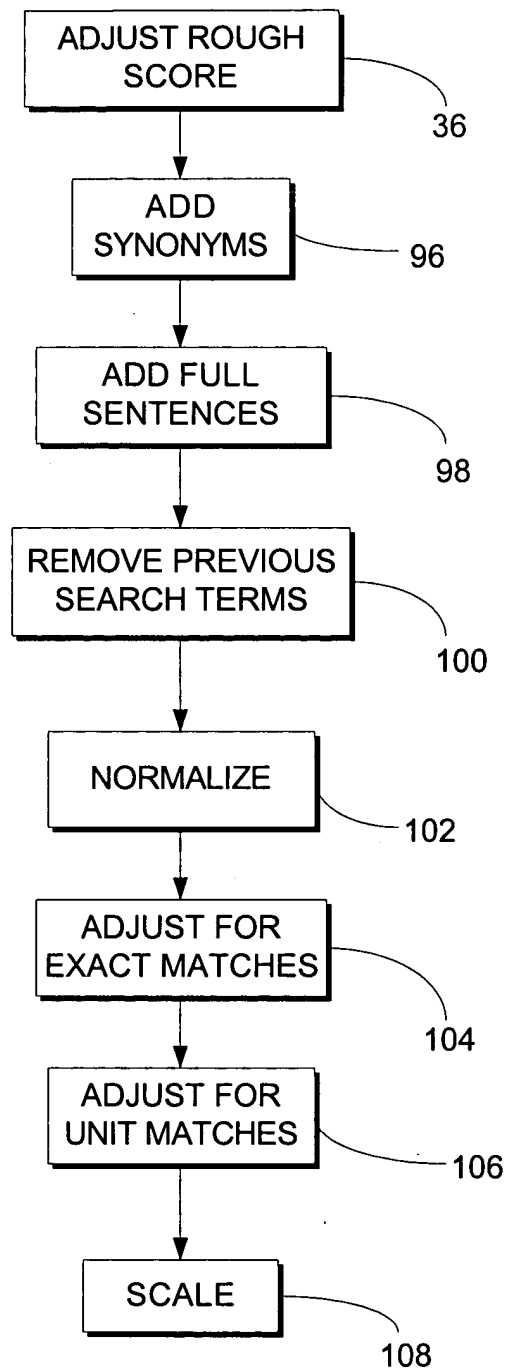 ADJUST ROUGH
SCORE
36
ADD
SYNONYMS
96
ADD FULL
SENTENCES
98
REMOVE PREVIOUS
SEARCH TERMS
100
NORMALIZE
102
ADJUST FOR
EXACT MATCHES
104
ADJUST FOR
UNIT MATCHES
106
SCALE
108